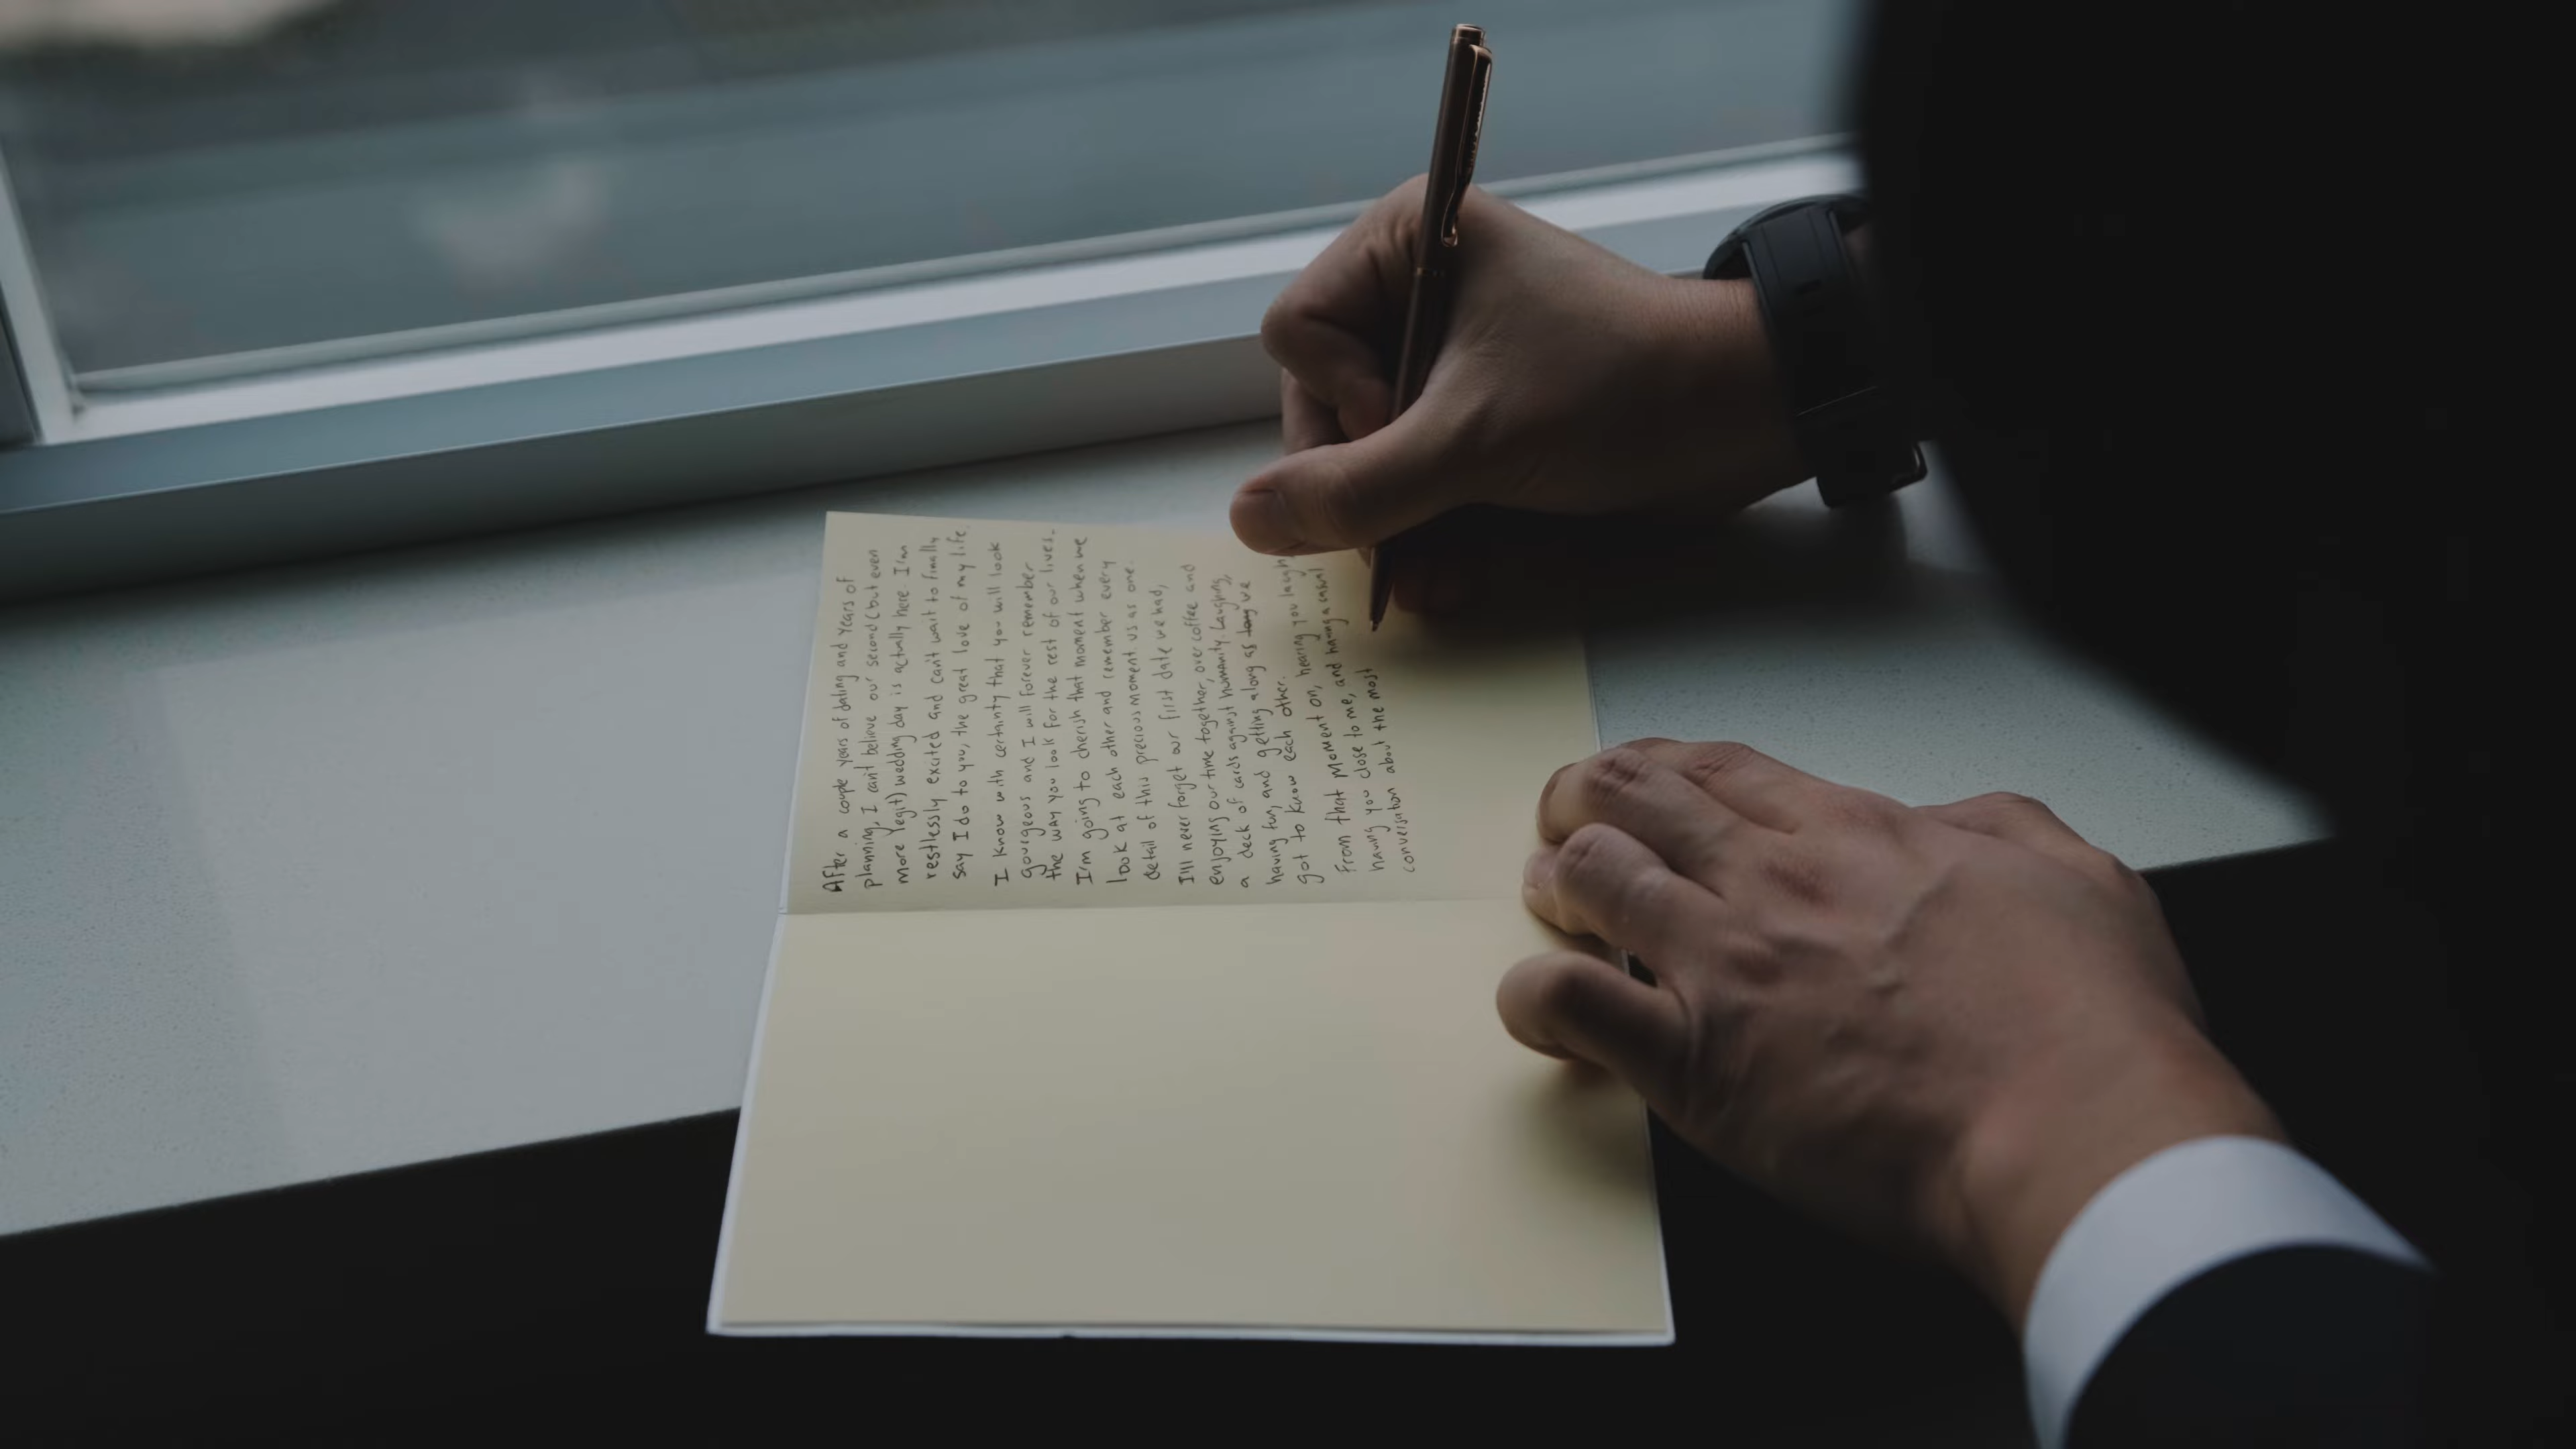 After a couple years of dating and years of
planning, I can't believe our second (but even
more legit) wedding day is actually here. I'm
restlessly excited and can't wait to finally
say I do to you, the great love of my life.
I know with certainty that you will look
gourgeous and I will forever remember
the way you look for the rest of our lives.
I'm going to cherish that moment when we
look at each other and remember every
detail of this precious moment us as one.
I'll never forget our first date we had,
enjoying our time together, over coffee and
a deck of cards against humanity. Laughing,
having fun, and getting along as we
got to know each other.
From that moment on, hearing you laugh,
having you close to me, and having a casual
conversation about the most